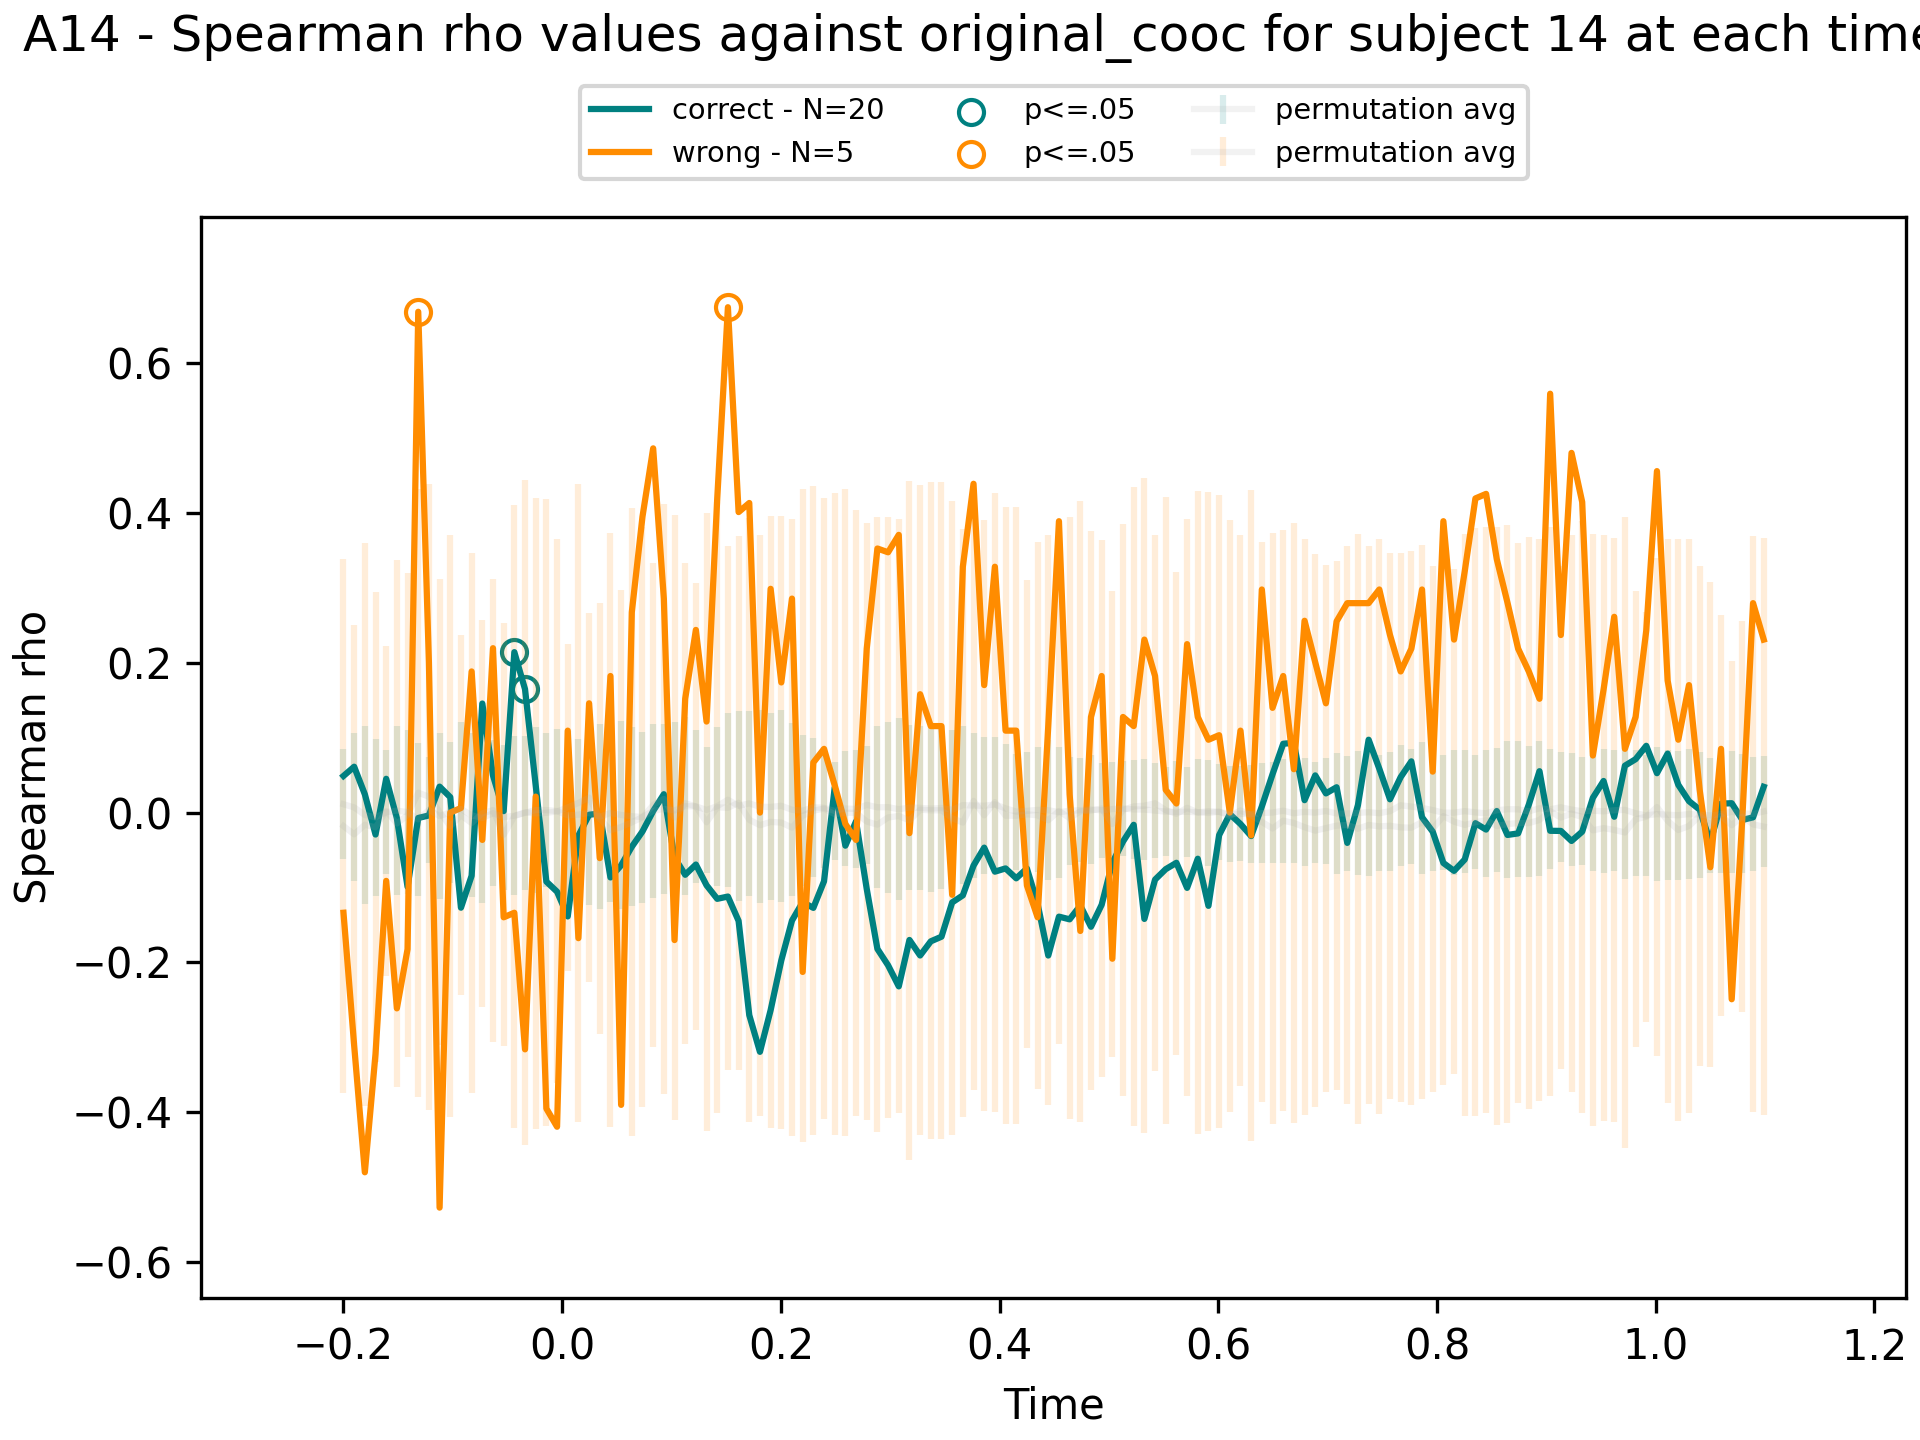 A14 - Spearman rho values against original_cooc for subject 14 at each time
correct - N=20
wrong - N=5
p<=.05
p<=.05
permutation avg
permutation avg
Spearman rho
0.6
0.4
0.2
0.0
−0.2
−0.4
−0.6
−0.2
0.0
0.2
0.4
0.6
0.8
1.0
1.2
Time